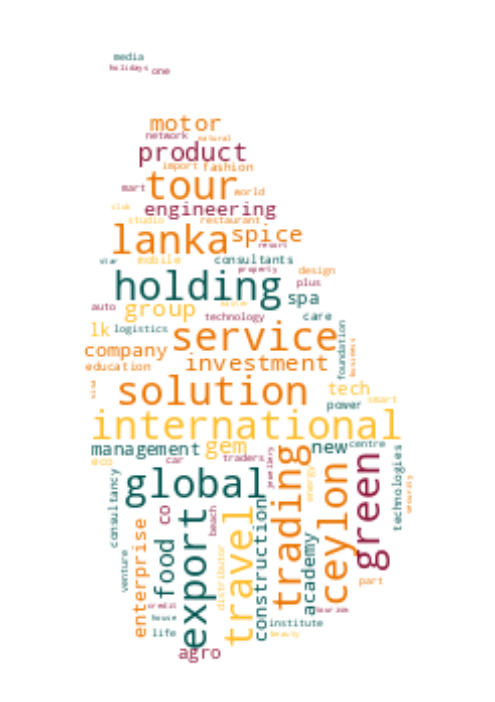 media
holidays one
motor
network natural
product
import fashion
tour
mart world
engineering
club
studio restaurant
lanka spice
resort
star mobile consultants
property
holding design
plus
spa
auto group
technology care
lk logistics service
foundation
business
company investment
education
visa
solution tech
smart
power
international
management gem new centre
eco car traders
jewellery
global
consultancy
energy
trading
ceylon
green
technologies
security
export
travel
construction
co
beach
food
enterprise
venture
distributor
academy
part
credit tourism
house
life institute
beauty
agro